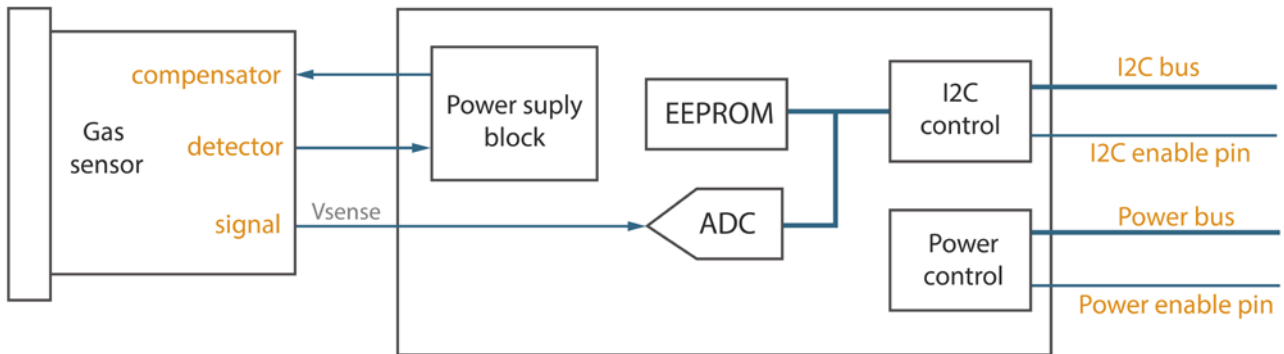 Gas
sensor
compensator
detector
signal
Vsense
Power suply
block
EEPROM
ADC
I2C
control
Power
control
I2C bus
I2C enable pin
Power bus
Power enable pin